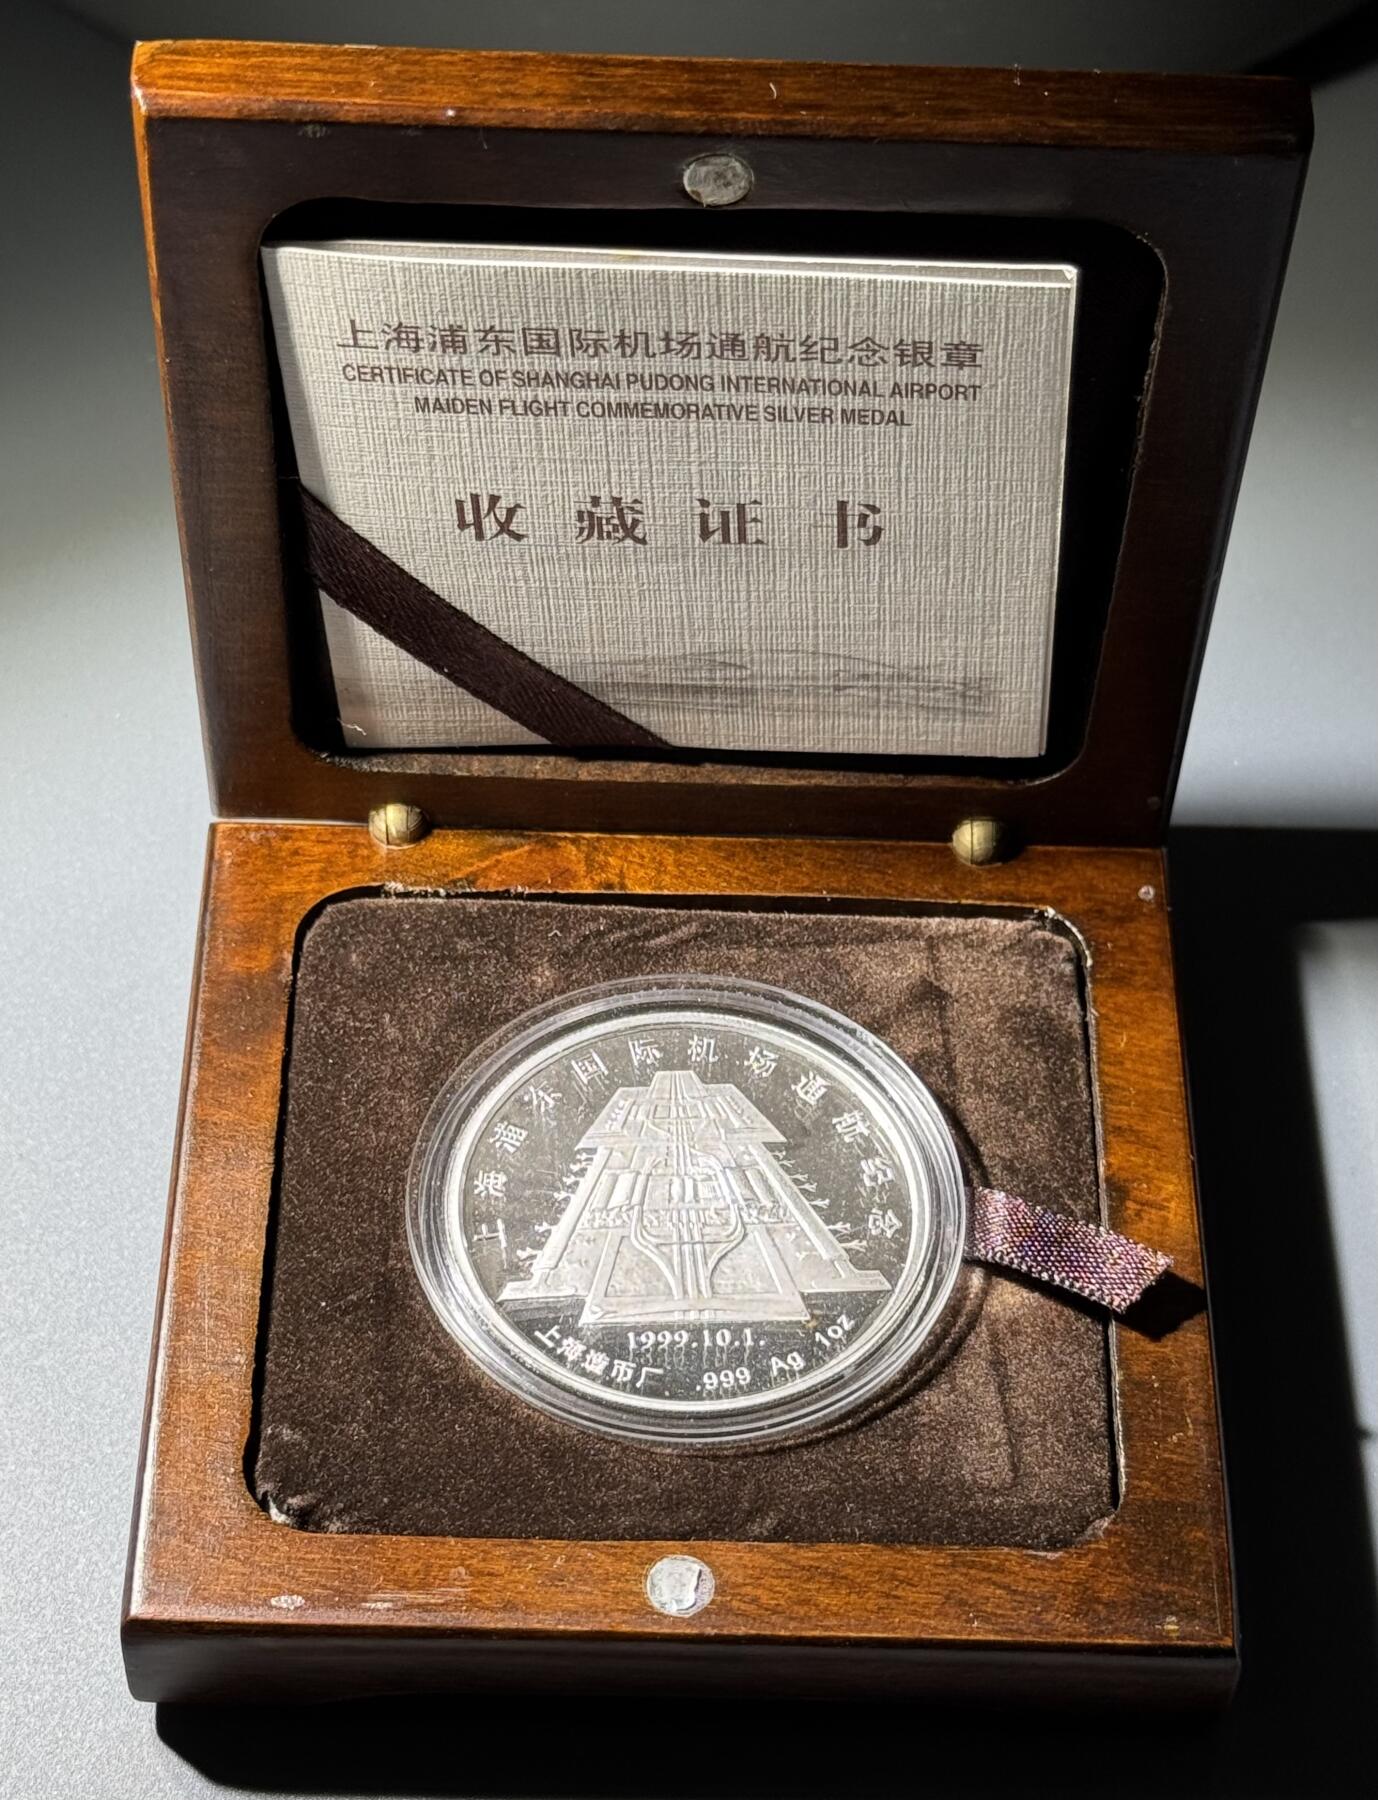 上海浦东国际机场通航纪念银章
CERTIFICATE OF SHANGHAI PUDONG INTERNATIONAL AIRPORT
MAIDEN FLIGHT COMMEMORATIVE SILVER MEDAL
收藏证书
上海浦东国际机场通航纪念
1999.10.1.
上海造币厂 .999 Ag 1oz